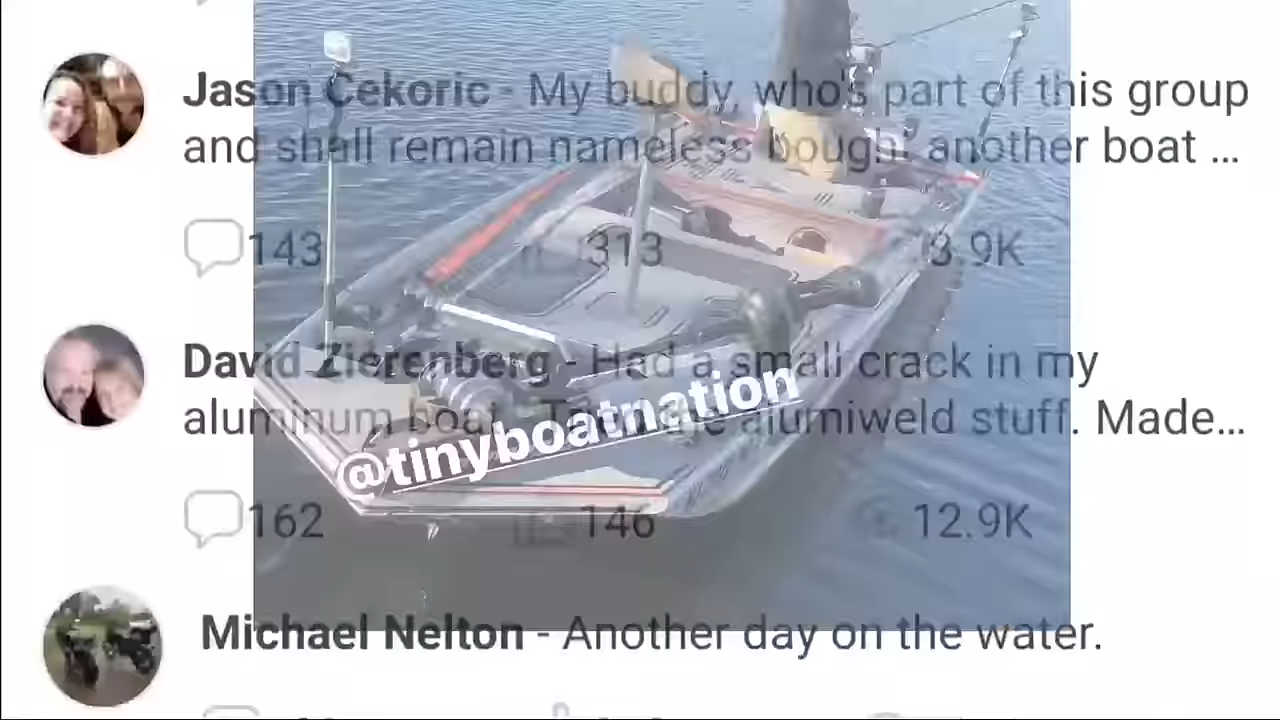 Jason Cekoric - My buddy, who's part of this group
and shall remain nameless bought another boat ...
143 313 3.9K
David Zierenberg - Had a small crack in my
aluminum boat. alumiweld stuff. Made...
@tinyboatnation
162 146 12.9K
Michael Nelton - Another day on the water.